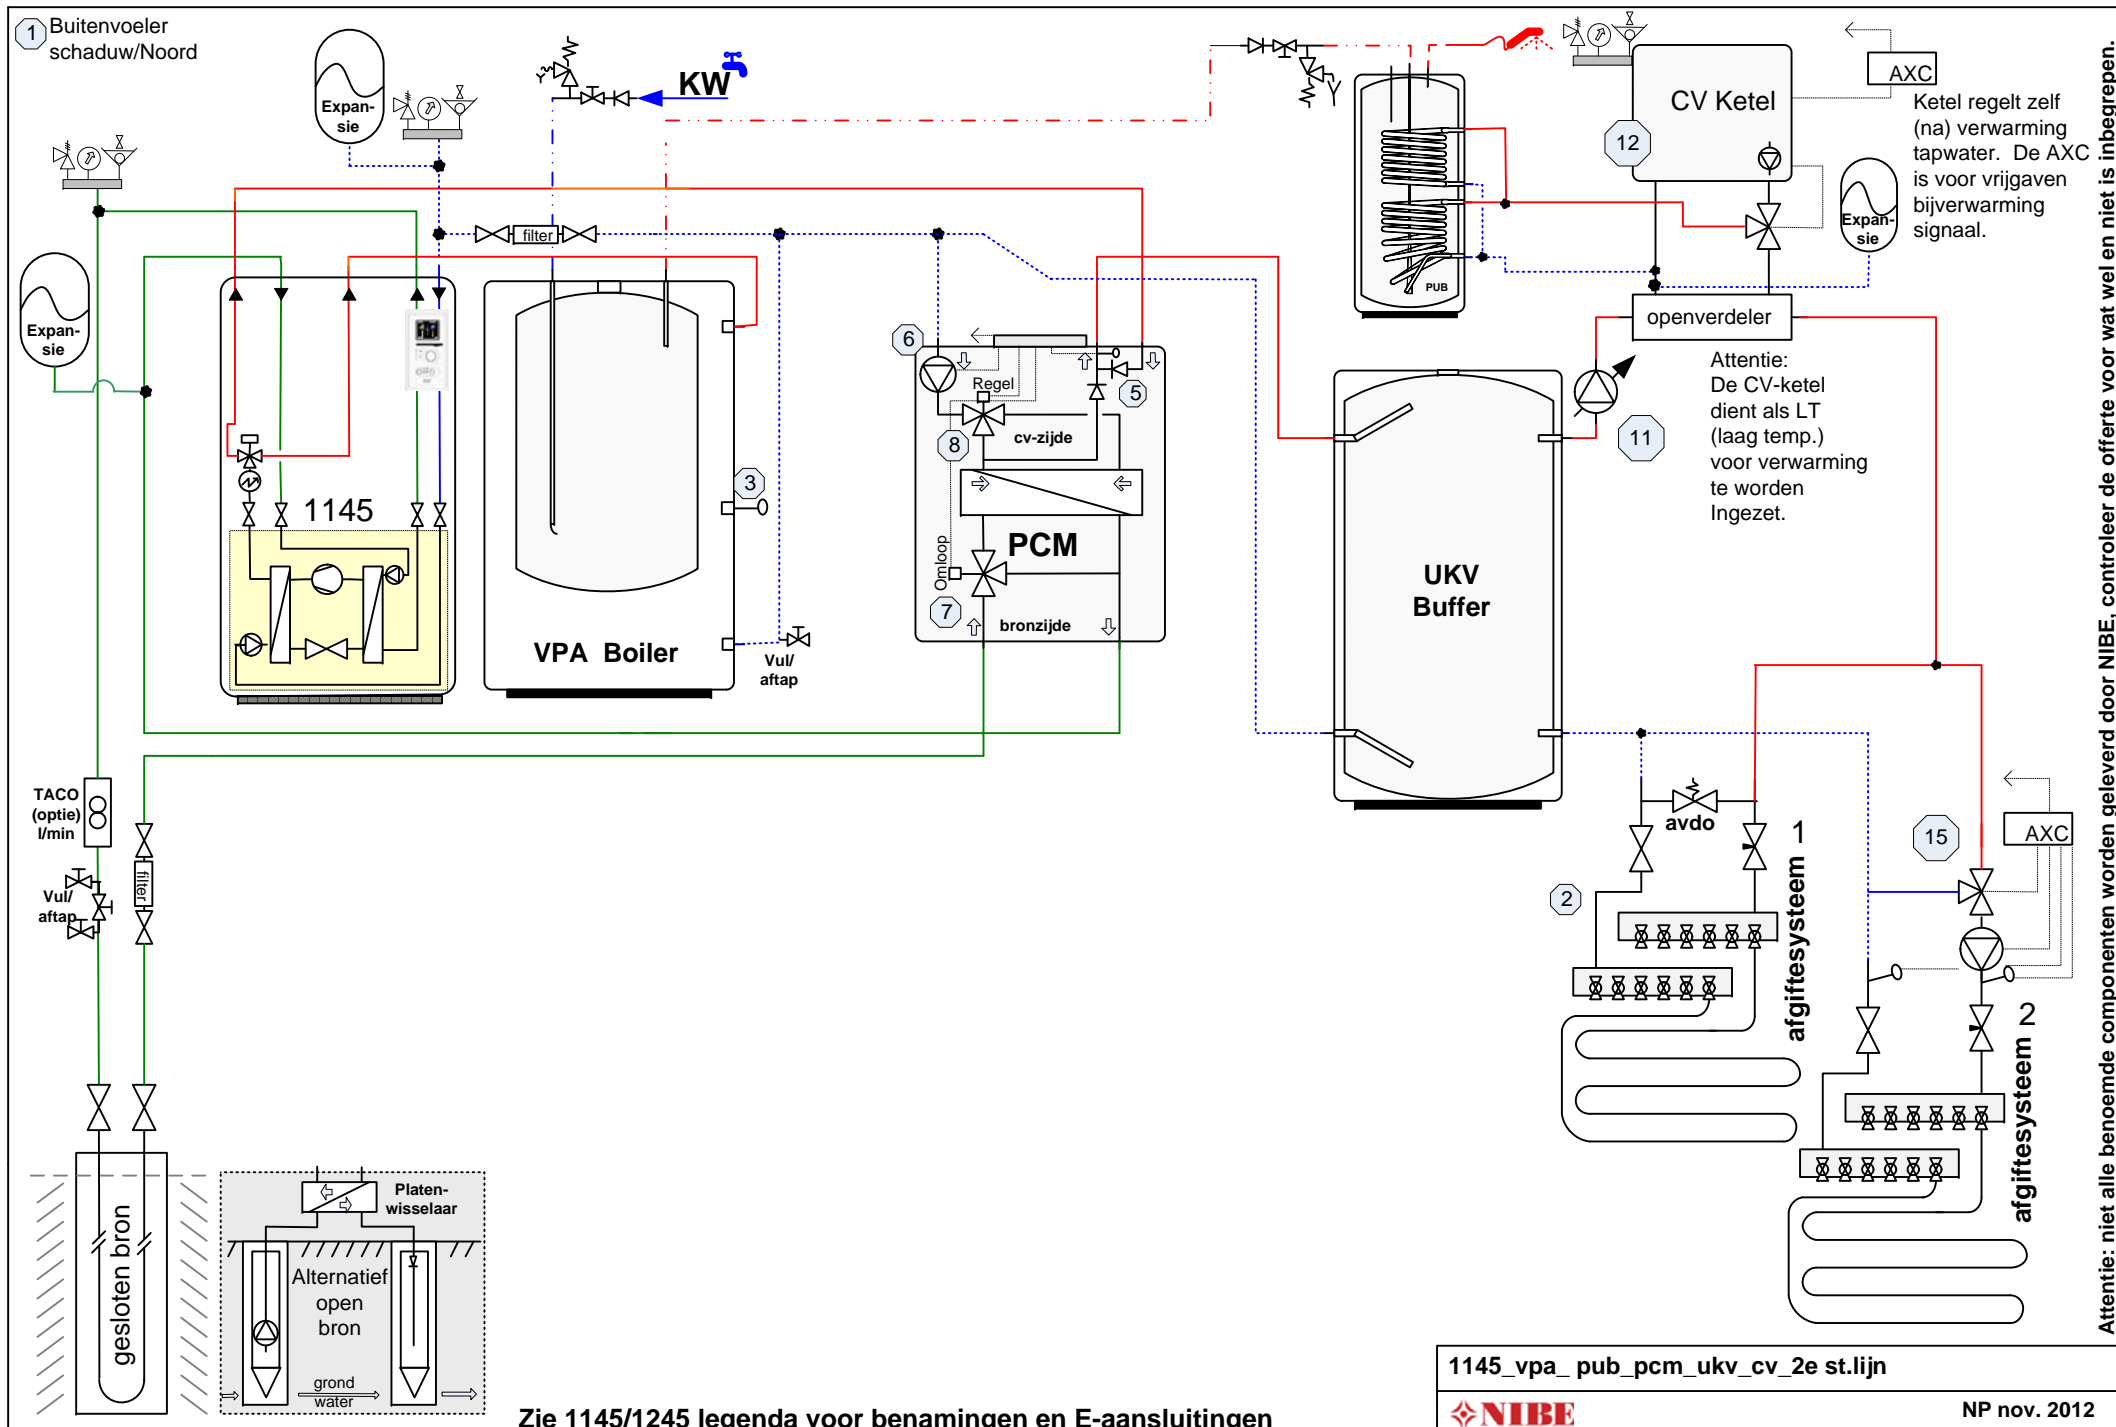 1 Buitenvoeler
schaduw/Noord
Expan-
sie
KW
CV Ketel
12
AXC
Ketel regelt zelf
(na) verwarming
tapwater. De AXC
is voor vrijgaven
bijverwarming
signaal.
Expan-
sie
filter
Expan-
sie
PUB
openverdeler
Attentie:
De CV-ketel
dient als LT
(laag temp.)
voor verwarming
te worden
Ingezet.
6
Regel
5
8
cv-zijde
11
3
1145
PCM
Omloop
7
bronzijde
UKV
Buffer
VPA Boiler
Vul/
aftap
TACO
(optie)
l/min
filter
Vul/
aftap
avdo
15
AXC
2
afgiftesysteem 1
afgiftesysteem 2
gesloten bron
Platen-
wisselaar
Alternatief
open
bron
grond
water
Attentie: niet alle benoemde componenten worden geleverd door NIBE, controleer de offerte voor wat wel en niet is inbegrepen.
1145_vpa_ pub_pcm_ukv_cv_2e st.lijn
NIBE
NP nov. 2012
Zie 1145/1245 legenda voor benamingen en E-aansluitingen